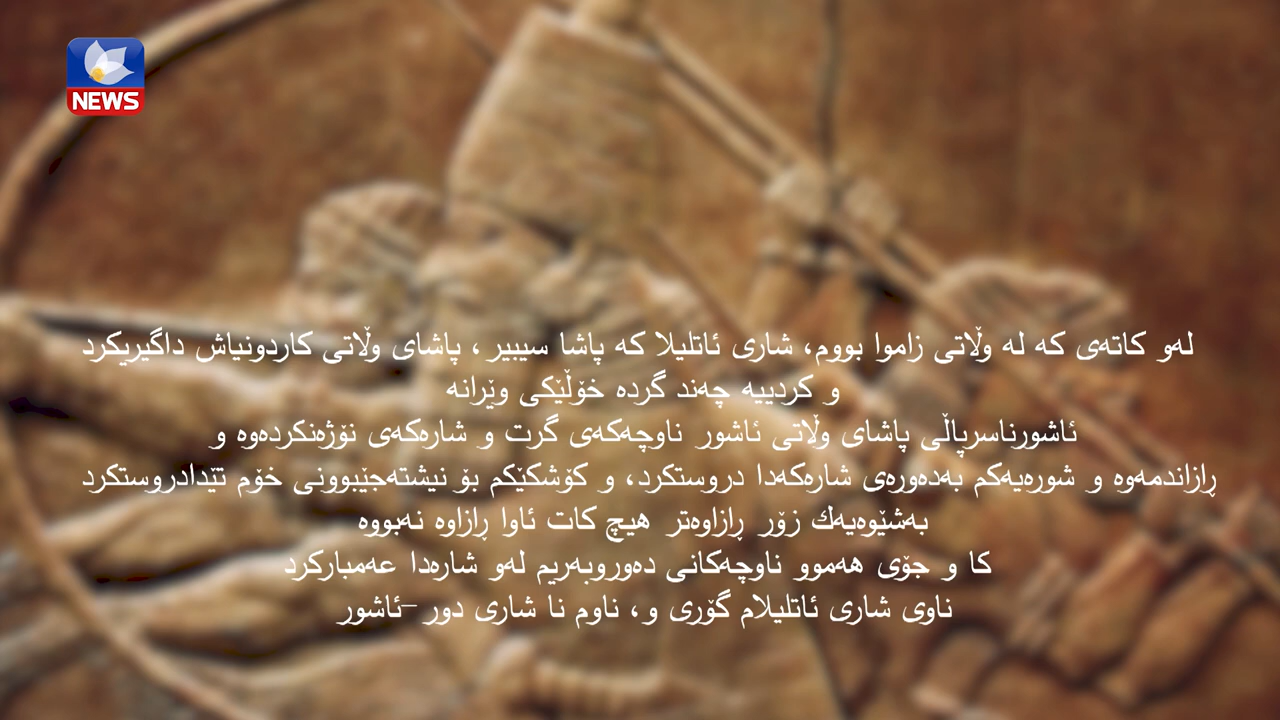 NEWS
لەو کاتەی کە لە وڵاتی زاموا بووم، شاری ئاتلیلا کە پاشا سیبیر، پاشای وڵاتی کاردونیاش داگیریکرد
و کردییە چەند گردە خۆڵێکی وێرانە
ئاشورناسرپاڵی پاشای وڵاتی ئاشور ناوچەکەی گرت و شارەکەی نۆژەنکردەوە و
ڕازاندمەوە و شورەیەکم بەدەورەی شارەکەدا دروستکرد، و کۆشکێکم بۆ نیشتەجێبوونی خۆم تێدادروستکرد
بەشێوەیەك زۆر ڕازاوەتر هیچ کات ئاوا ڕازاوە نەبووە
کا و جۆی هەموو ناوچەکانی دەوروبەریم لەو شارەدا عەمبارکرد
ناوی شاری ئاتلیلام گۆڕی و، ناوم نا شاری دور –ئاشور